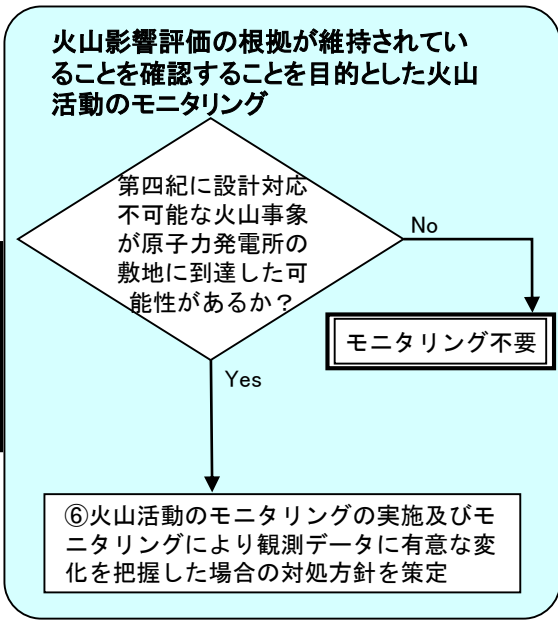 火山影響評価の根拠が維持されてい
ることを確認することを目的とした火山
活動のモニタリング
第四紀に設計対応
不可能な火山事象
が原子力発電所の
敷地に到達した可
能性があるか？
No
モニタリング不要
Yes
⑥火山活動のモニタリングの実施及びモ
ニタリングにより観測データに有意な変
化を把握した場合の対処方針を策定